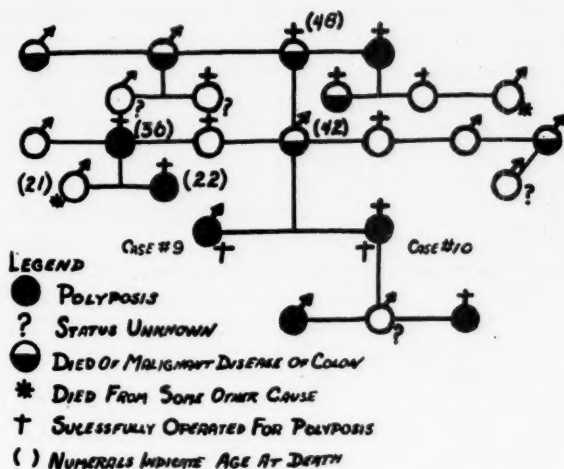 (48)
?
?
(36)
(42)
*
(21)
(22)
*
?
CASE #9
†
†
CASE #10
?
LEGEND
POLYPOSIS
? STATUS UNKNOWN
DIED OF MALIGNANT DISEASE OF COLON
* DIED FROM SOME OTHER CAUSE
† SUCESSFULLY OPERATED FOR POLYPOSIS
( ) NUMERALS INDICATE AGE AT DEATH